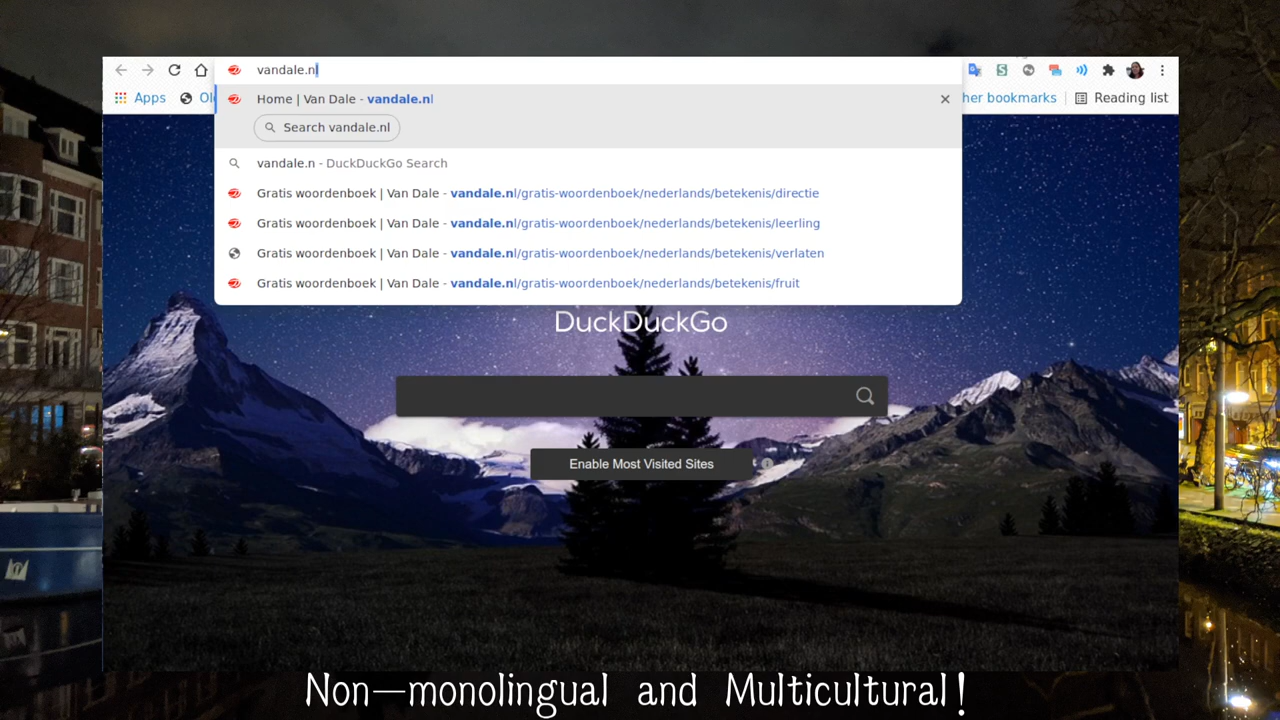 vandale.nl
Apps
Ol
Home | Van Dale - vandale.nl
her bookmarks
Reading list
Search vandale.nl
vandale.n - DuckDuckGo Search
Gratis woordenboek | Van Dale - vandale.nl/gratis-woordenboek/nederlands/betekenis/directie
Gratis woordenboek | Van Dale - vandale.nl/gratis-woordenboek/nederlands/betekenis/leerling
Gratis woordenboek | Van Dale - vandale.nl/gratis-woordenboek/nederlands/betekenis/verlaten
Gratis woordenboek | Van Dale - vandale.nl/gratis-woordenboek/nederlands/betekenis/fruit
DuckDuckGo
Enable Most Visited Sites
Non-monolingual and Multicultural!